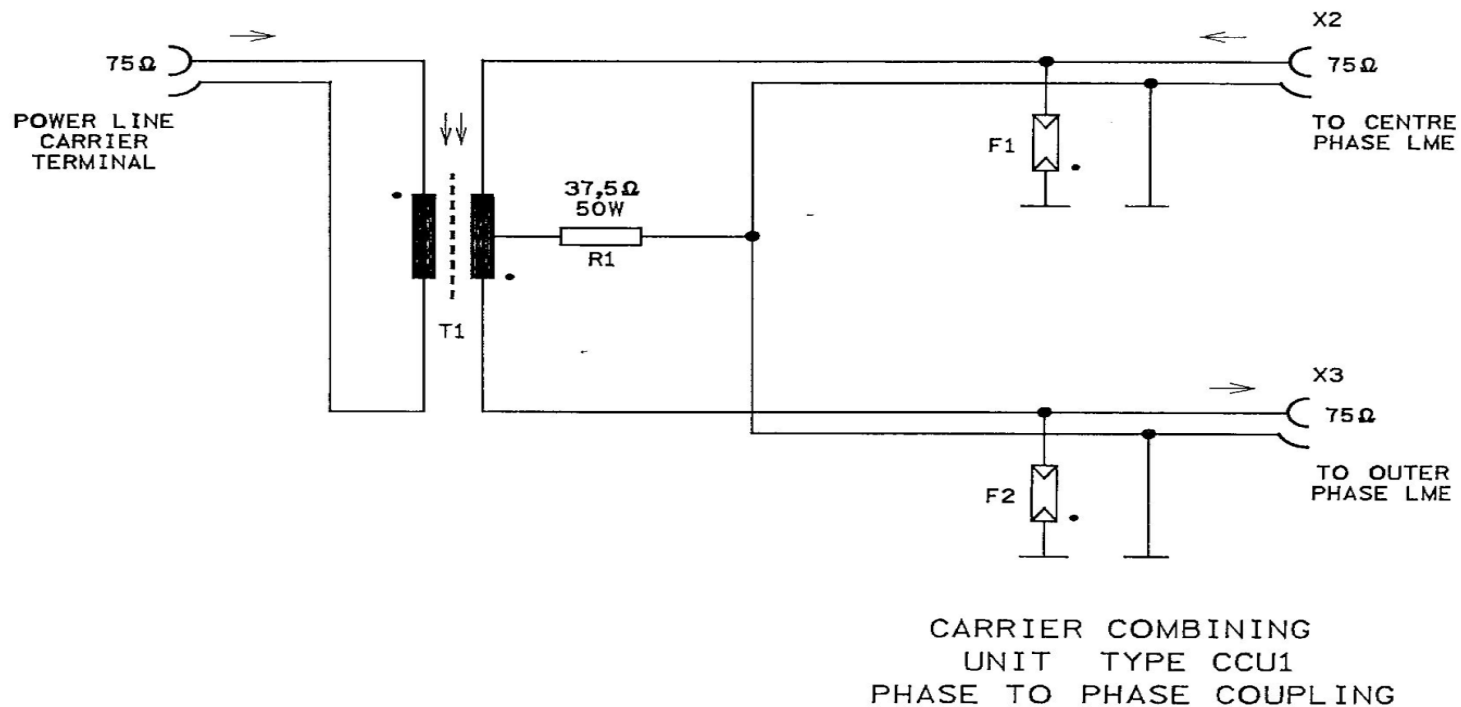 X2
75Ω
75Ω
POWER LINE
CARRIER
TERMINAL
TO CENTRE
PHASE LME
F1
37,5Ω
50W
R1
T1
X3
75Ω
TO OUTER
PHASE LME
F2
CARRIER COMBINING
UNIT TYPE CCU1
PHASE TO PHASE COUPLING